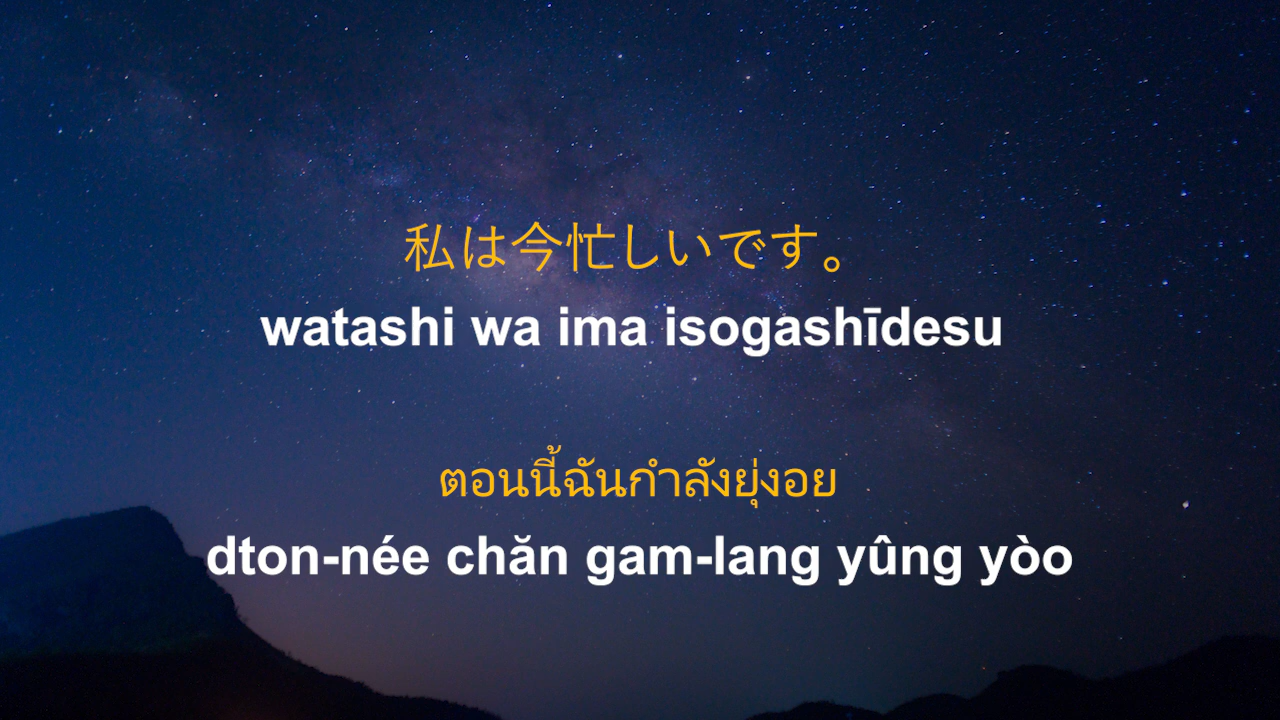 私は今忙しいです。
watashi wa ima isogashīdesu
ตอนนี้ฉันกำลังยุ่งงอย
dton-née chăn gam-lang yûng yòo